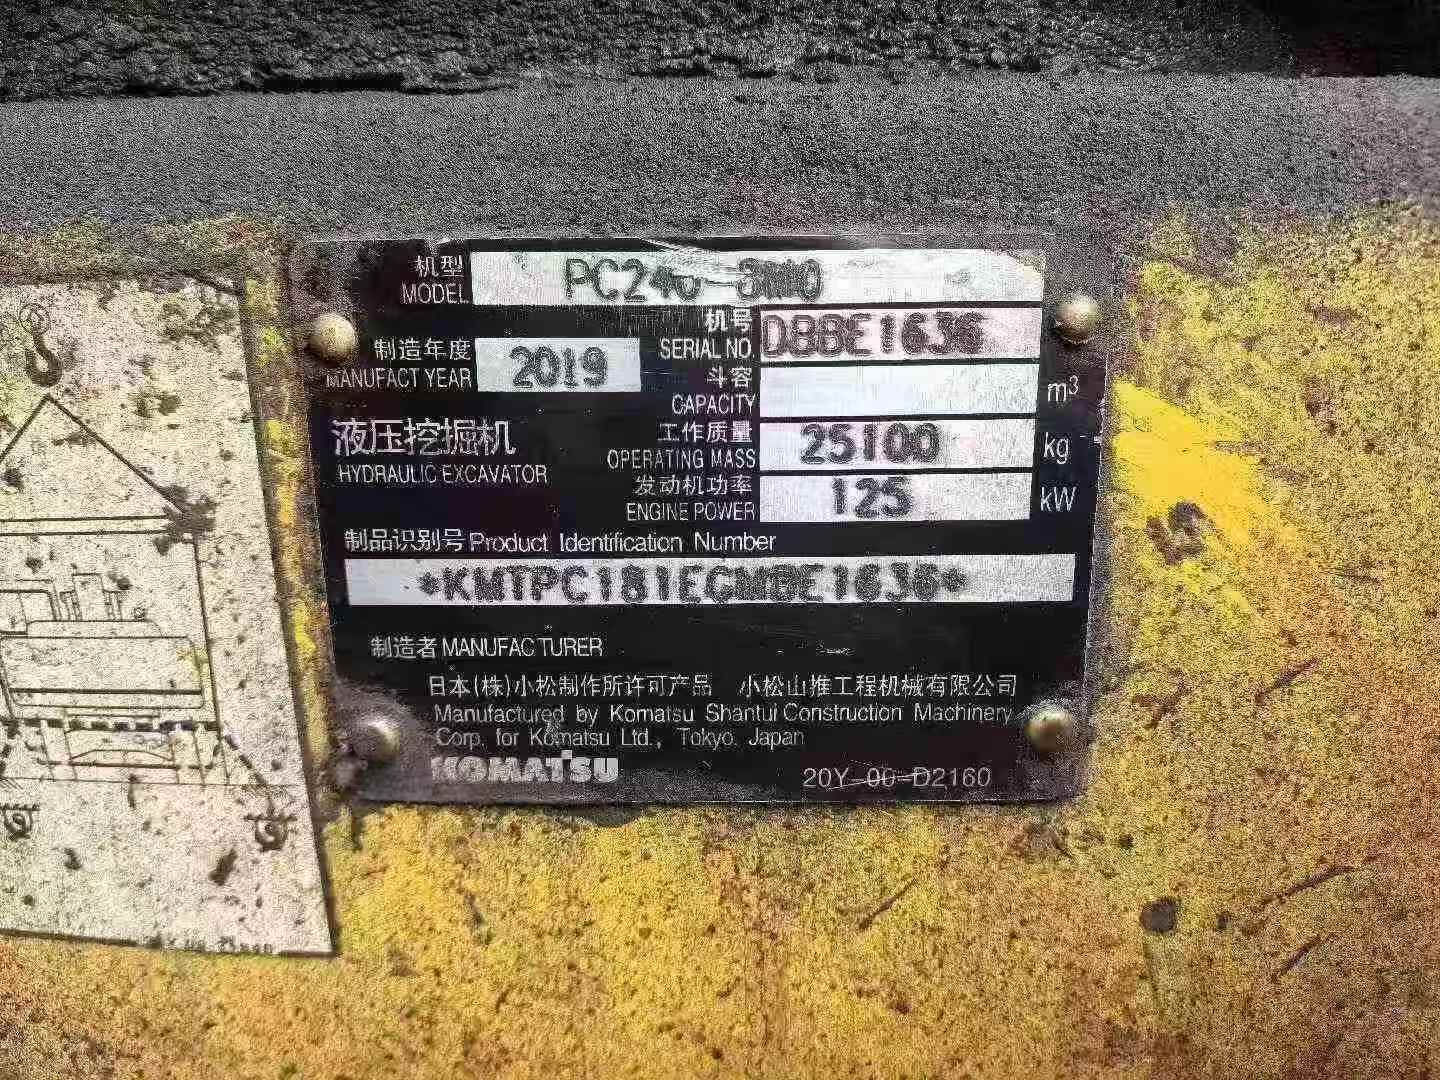 机型
MODEL PC240-8M0
机号
SERIAL NO. DBBE1636
制造年度
MANUFACT YEAR 2019
斗容
CAPACITY m³
液压挖掘机
HYDRAULIC EXCAVATOR
工作质量
OPERATING MASS 25100 kg
发动机功率
ENGINE POWER 125 kW
制品识别号 Product Identification Number
制造者 MANUFACTURER
日本(株)小松制作所许可产品 小松山推工程机械有限公司
Manufactured by Komatsu Shantui Construction Machinery
Corp. for Komatsu Ltd., Tokyo. Japan
KOMATSU
20Y-00-D2160